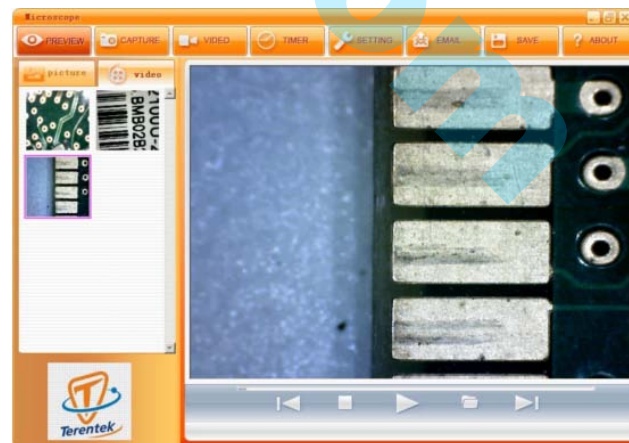 Microscope
PREVIEW
CAPTURE
VIDEO
TIMER
SETTING
EMAIL
SAVE
? ABOUT
picture
video
BMB02B
Terentek